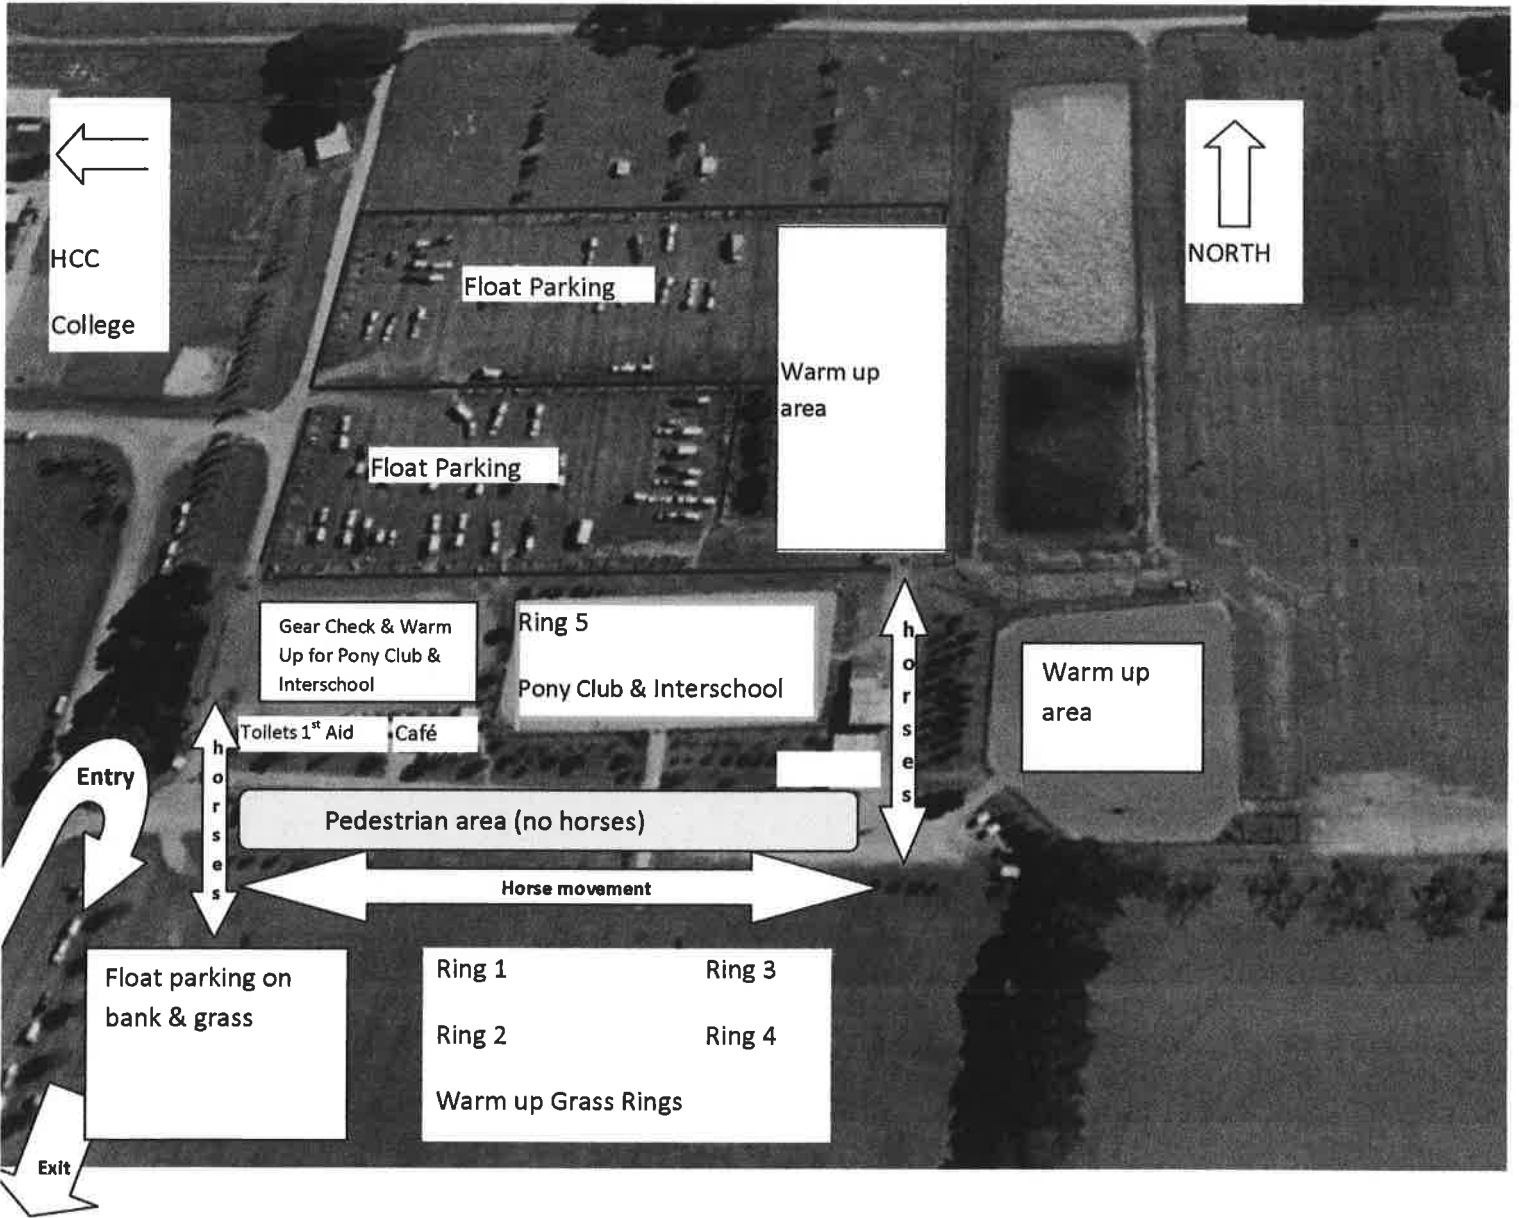 HCC
College
NORTH
Float Parking
Warm up
area
Float Parking
Gear Check & Warm
Up for Pony Club &
Interschool
Ring 5
Pony Club & Interschool
horses
Warm up
area
Toilets 1st Aid
Café
horses
Entry
Pedestrian area (no horses)
Horse movement
Float parking on
bank & grass
Ring 1 Ring 3
Ring 2 Ring 4
Warm up Grass Rings
Exit